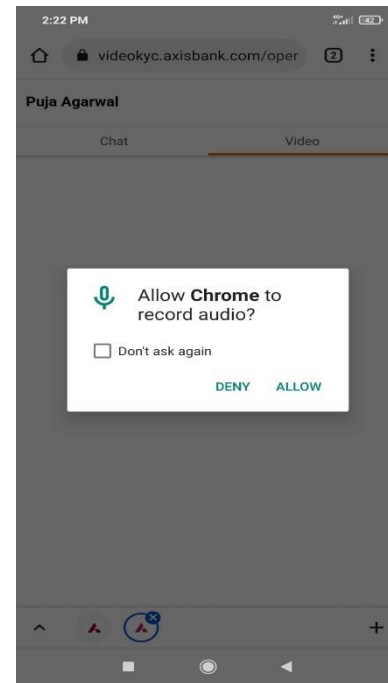 2:22 PM
42
videokyc.axisbank.com/oper
2
Puja Agarwal
Chat
Video
Allow Chrome to
record audio?
Don't ask again
DENY
ALLOW